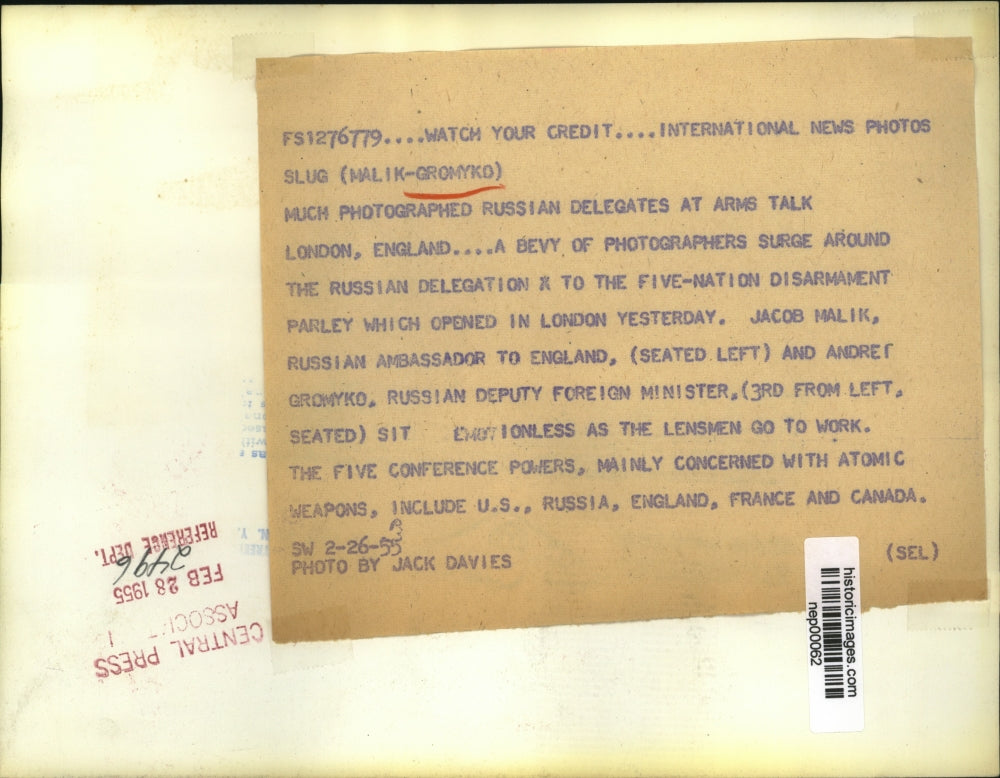 FS1276779....WATCH YOUR CREDIT....INTERNATIONAL NEWS PHOTOS
SLUG (MALIK-GROMYKO)
MUCH PHOTOGRAPHED RUSSIAN DELEGATES AT ARMS TALK
LONDON, ENGLAND....A BEVY OF PHOTOGRAPHERS SURGE AROUND
THE RUSSIAN DELEGATION X TO THE FIVE-NATION DISARMAMENT
PARLEY WHICH OPENED IN LONDON YESTERDAY. JACOB MALIK,
RUSSIAN AMBASSADOR TO ENGLAND, (SEATED LEFT) AND ANDREI
GROMYKO, RUSSIAN DEPUTY FOREIGN MINISTER,(3RD FROM LEFT,
SEATED) SIT EMOTIONLESS AS THE LENSMEN GO TO WORK.
THE FIVE CONFERENCE POWERS, MAINLY CONCERNED WITH ATOMIC
WEAPONS, INCLUDE U.S., RUSSIA, ENGLAND, FRANCE AND CANADA.
SW 2-26-55 (SEL)
PHOTO BY JACK DAVIES
CENTRAL PRESS
FEB 28 1955
2496
REFERENCE DEPT.
historicimages.com
nep00062